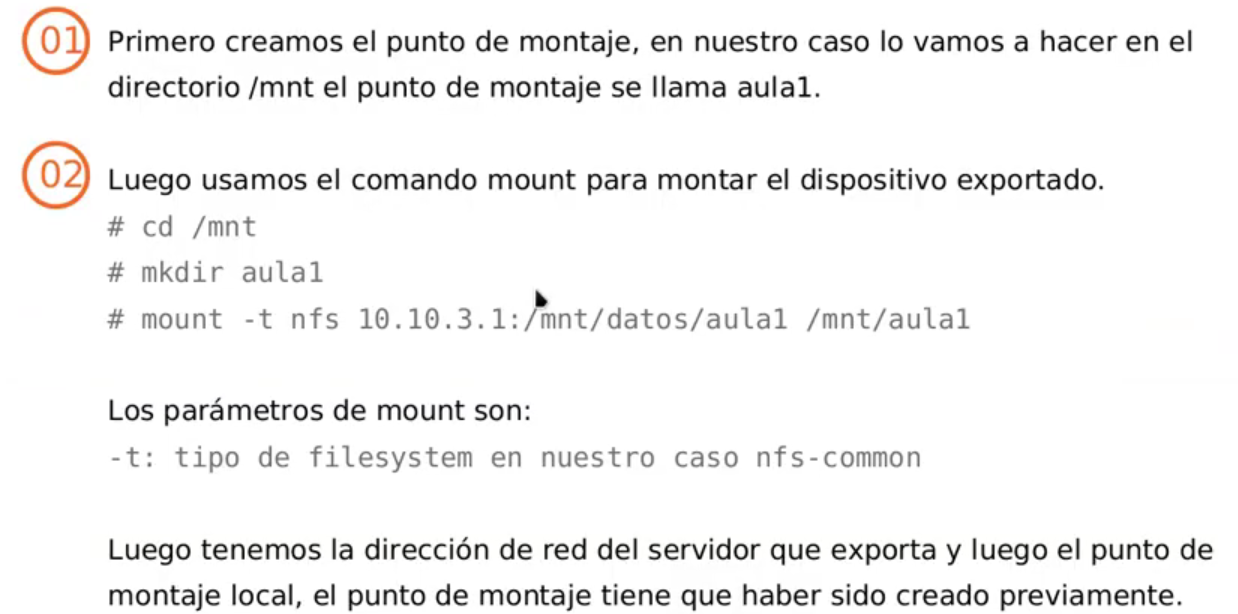 01 Primero creamos el punto de montaje, en nuestro caso lo vamos a hacer en el
directorio /mnt el punto de montaje se llama aula1.
02 Luego usamos el comando mount para montar el dispositivo exportado.
# cd /mnt
# mkdir aula1
# mount -t nfs 10.10.3.1:/mnt/datos/aula1 /mnt/aula1
Los parámetros de mount son:
-t: tipo de filesystem en nuestro caso nfs-common
Luego tenemos la dirección de red del servidor que exporta y luego el punto de
montaje local, el punto de montaje tiene que haber sido creado previamente.